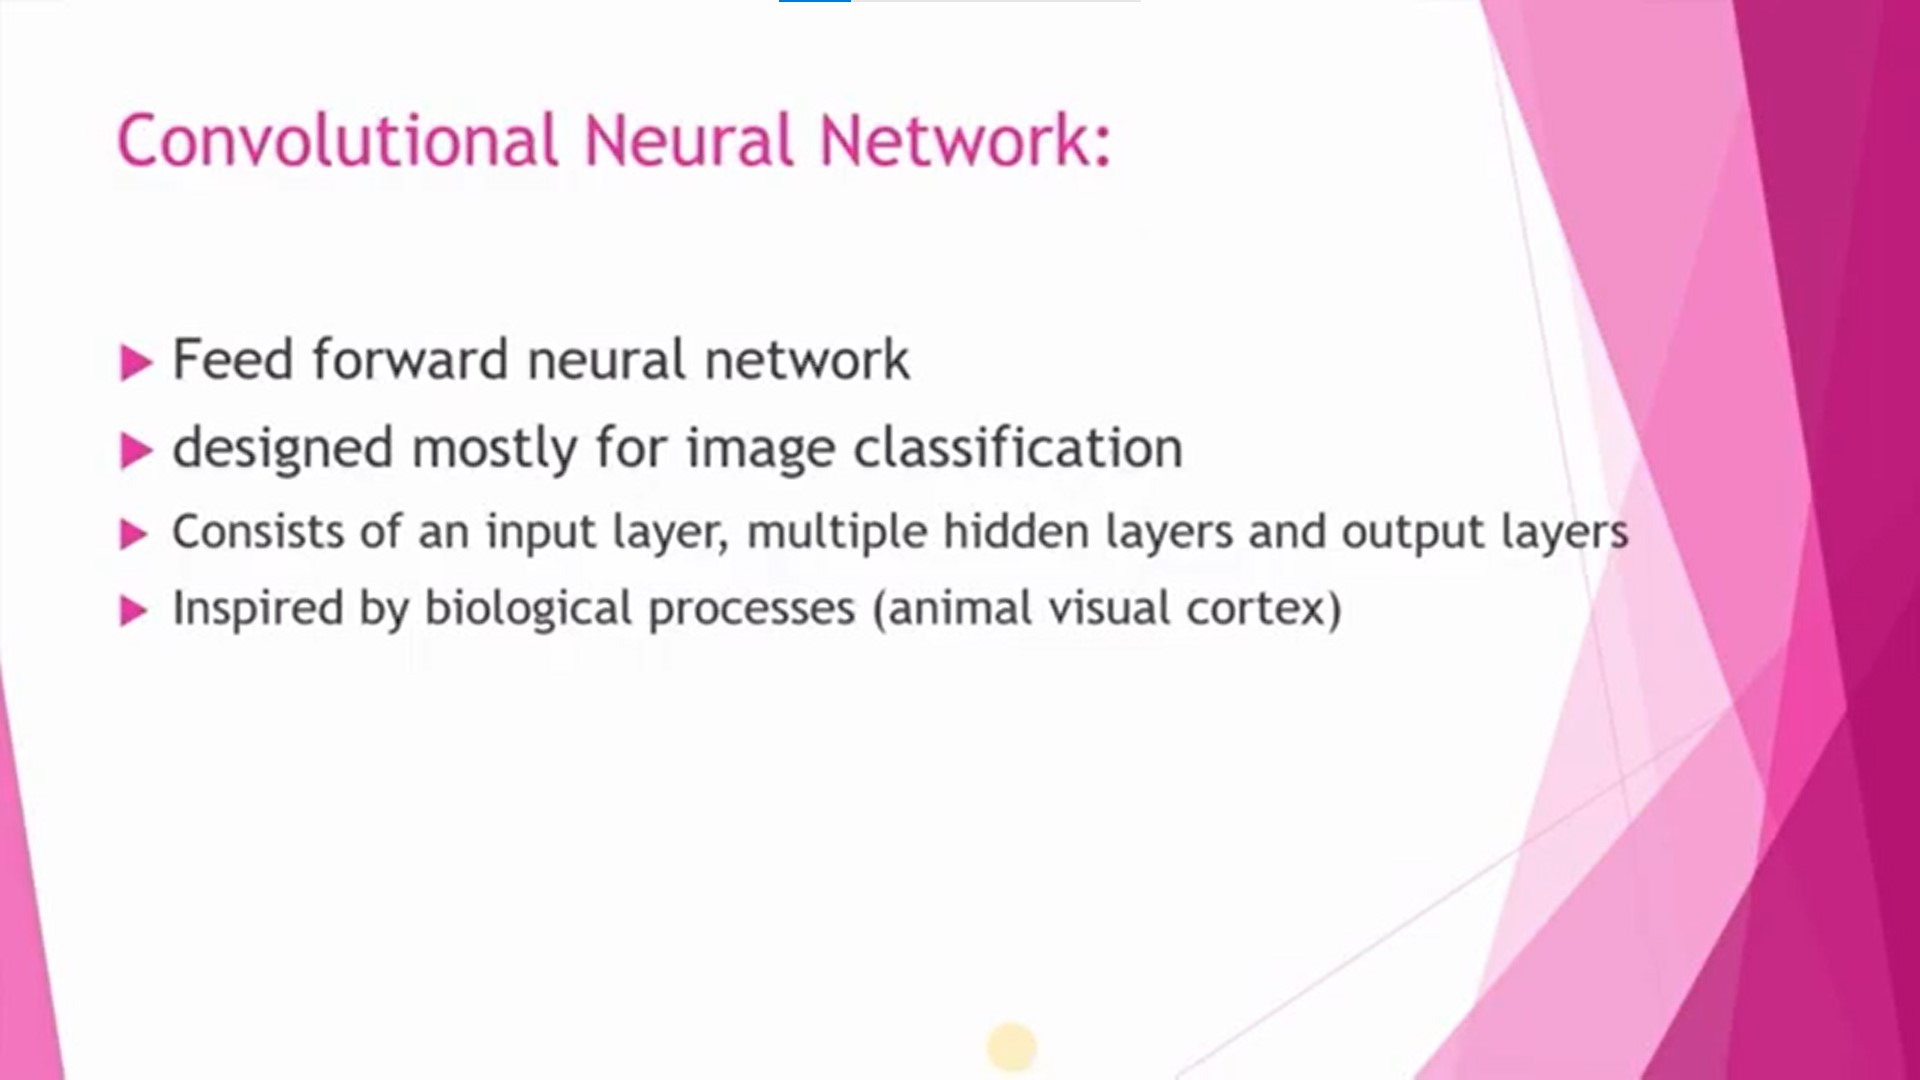 Convolutional Neural Network:
Feed forward neural network
designed mostly for image classification
Consists of an input layer, multiple hidden layers and output layers
Inspired by biological processes (animal visual cortex)